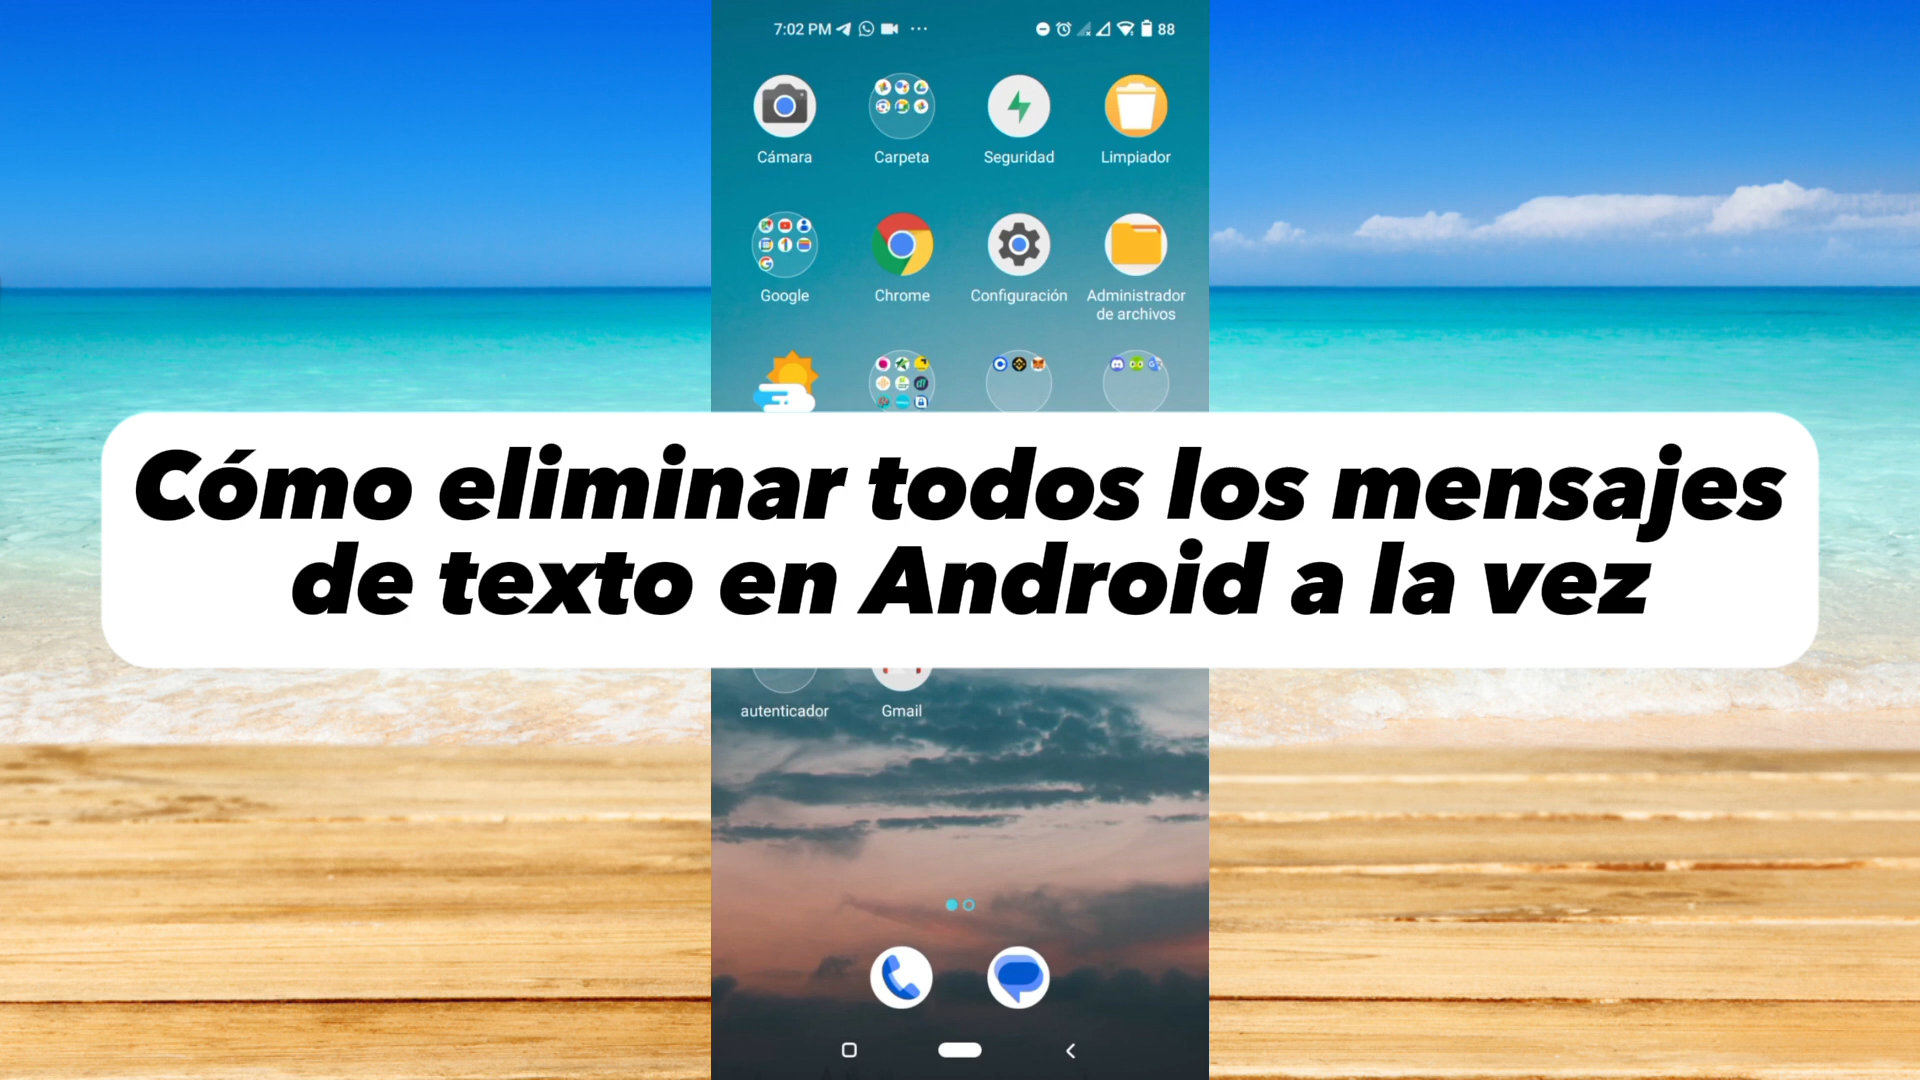 7:02 PM ··· 88
Cámara Carpeta Seguridad Limpiador
Google Chrome Configuración Administrador
de archivos
Cómo eliminar todos los mensajes
de texto en Android a la vez
autenticador Gmail